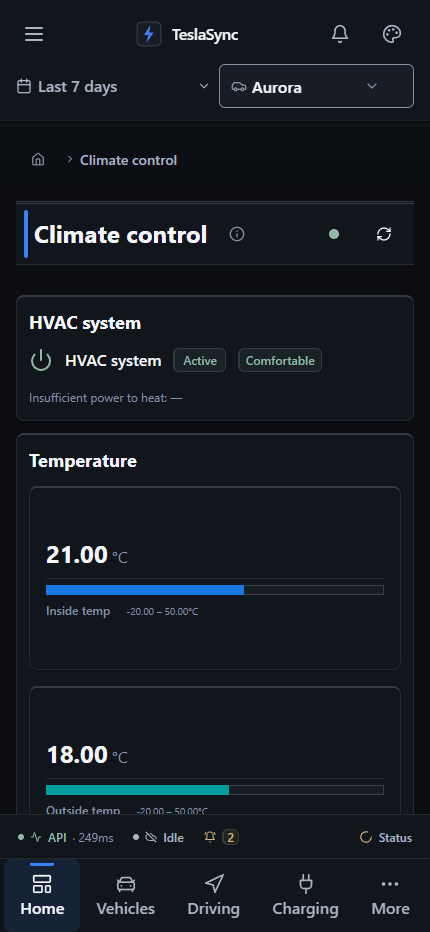 TeslaSync
Last 7 days
Aurora
Climate control
Climate control
HVAC system
HVAC system Active Comfortable
Insufficient power to heat: —
Temperature
21.00 °C
Inside temp -20.00 – 50.00°C
18.00 °C
Outside temp -20.00 – 50.00°C
API · 249ms Idle 2 Status
Home Vehicles Driving Charging More